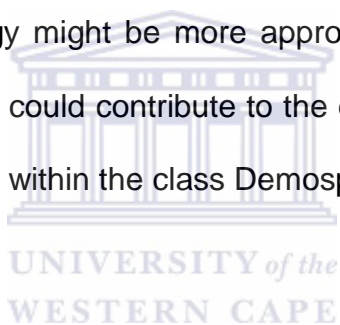 gy might be more appro
could contribute to the
within the class Demosp
UNIVERSITY of the
WESTERN CAPE